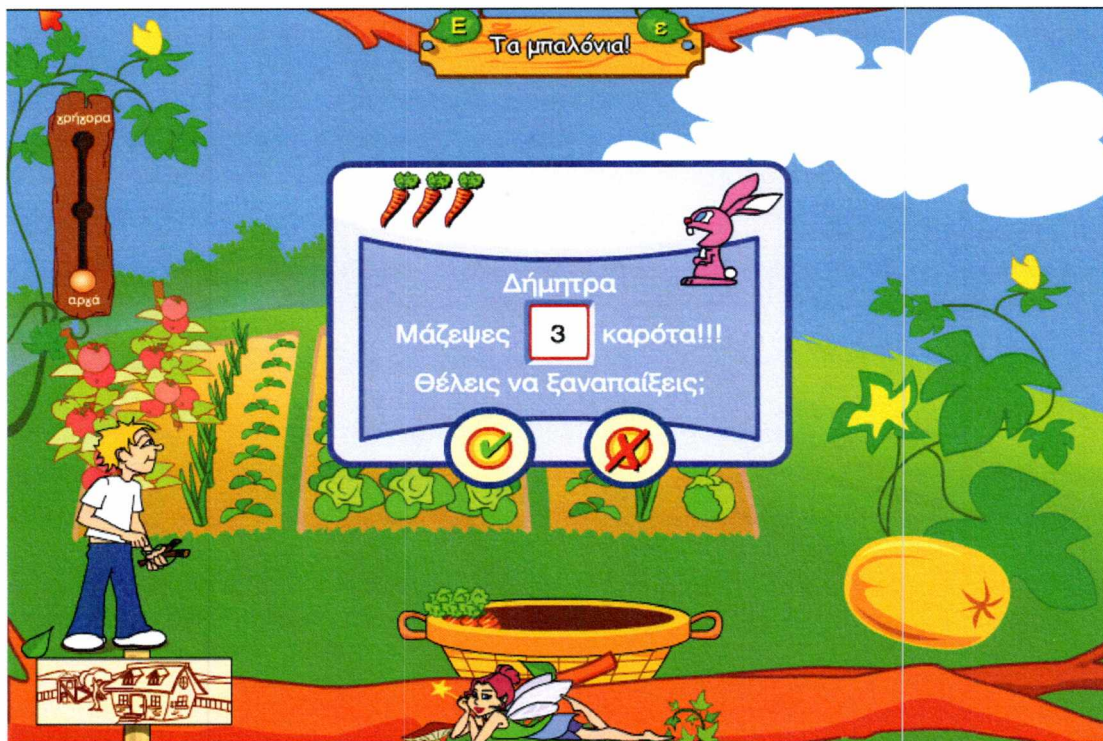 Ε
ε
Τα μπαλόνια!
γρήγορα
αργά
Δήμητρα
Μάζεψες 3 καρότα!!!
Θέλεις να ξαναπαίξεις;